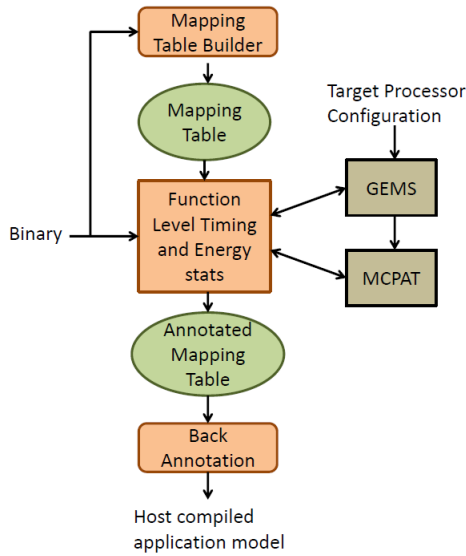 Mapping
Table Builder
Target Processor
Configuration
Mapping
Table
GEMS
Function
Level Timing
and Energy
stats
Binary
MCPAT
Annotated
Mapping
Table
Back
Annotation
Host compiled
application model